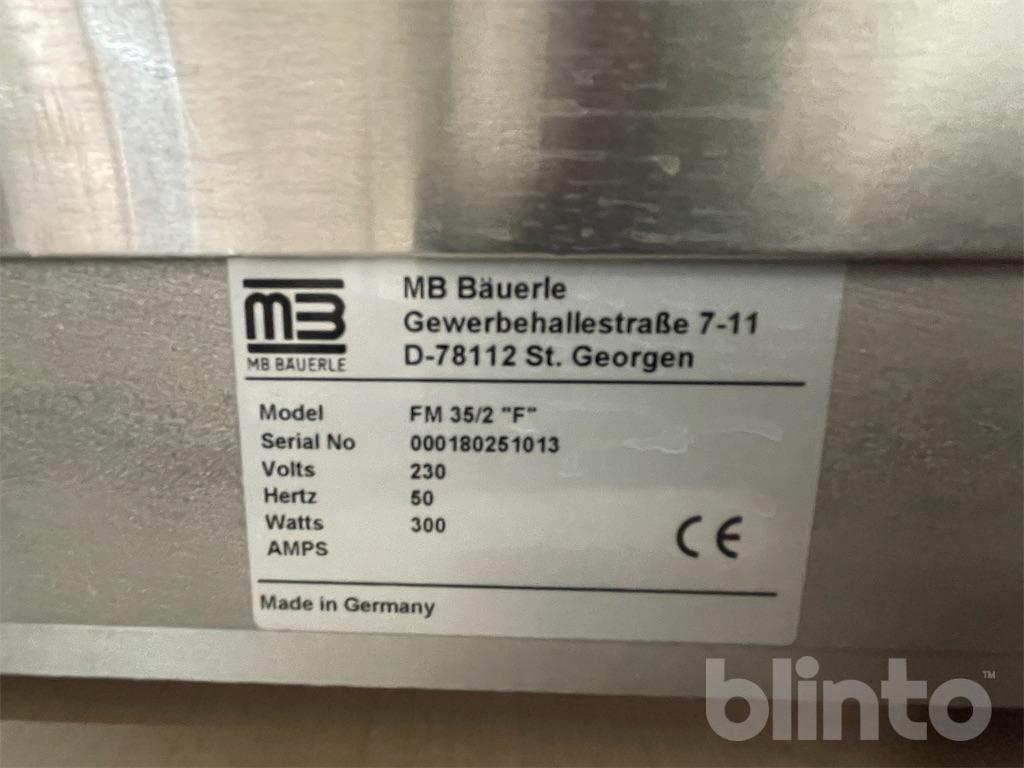 MB
MB BÄUERLE
MB Bäuerle
Gewerbehallestraße 7-11
D-78112 St. Georgen
Model FM 35/2 "F"
Serial No 000180251013
Volts 230
Hertz 50
Watts 300
AMPS
CE
Made in Germany
blinto™